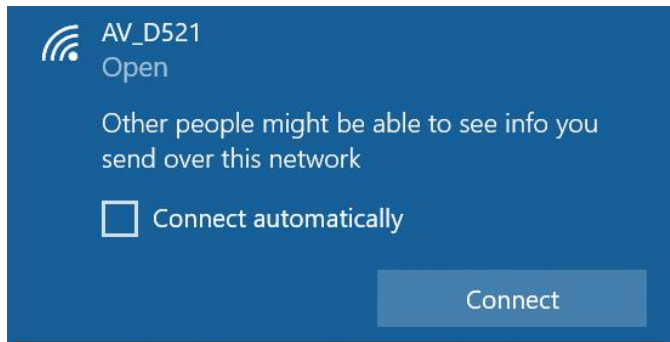 AV_D521
Open
Other people might be able to see info you
send over this network
Connect automatically
Connect